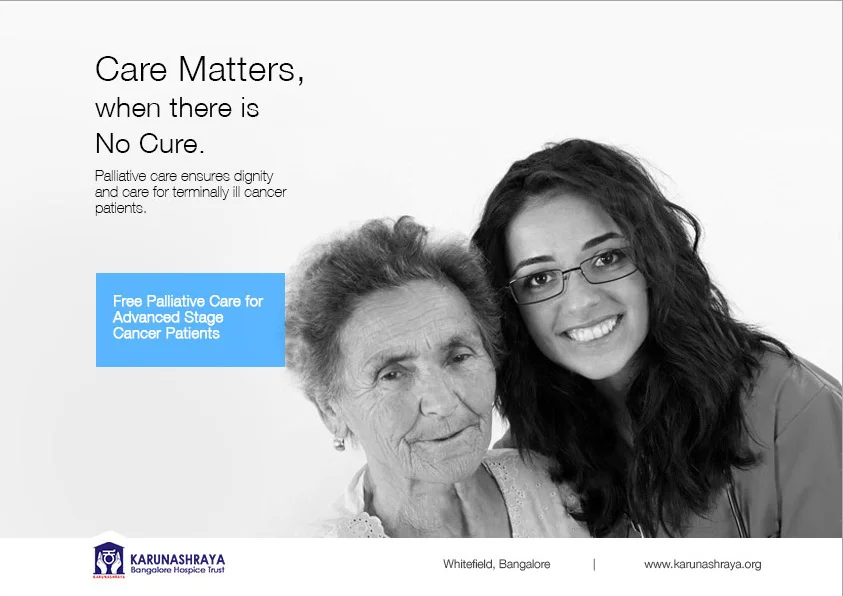 Care Matters,
when there is
No Cure.
Palliative care ensures dignity
and care for terminally ill cancer
patients.
Free Palliative Care for
Advanced Stage
Cancer Patients
KARUNASHRAYA
KARUNASHRAYA
Bangalore Hospice Trust
Whitefield, Bangalore | www.karunashraya.org